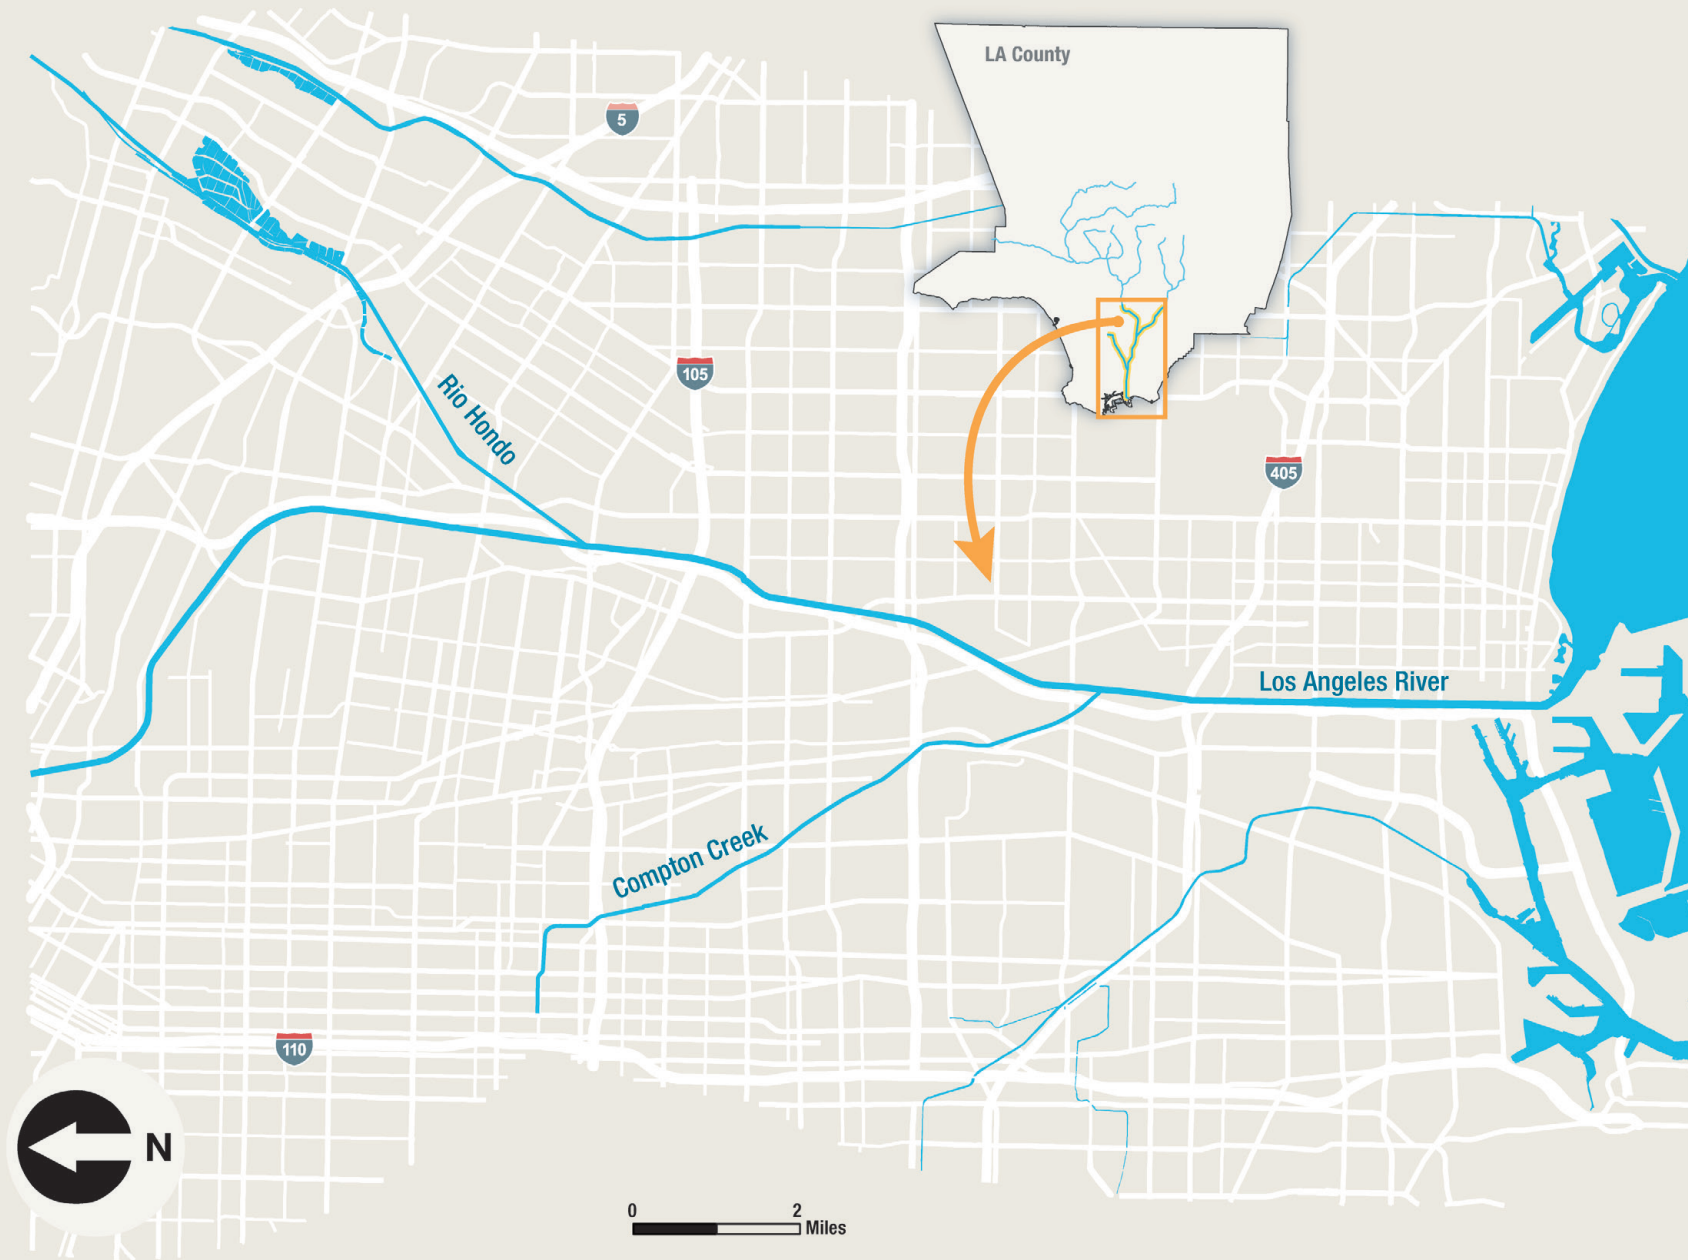 LA County
5
105
Rio Hondo
405
Los Angeles River
Compton Creek
110
N
0 2
Miles